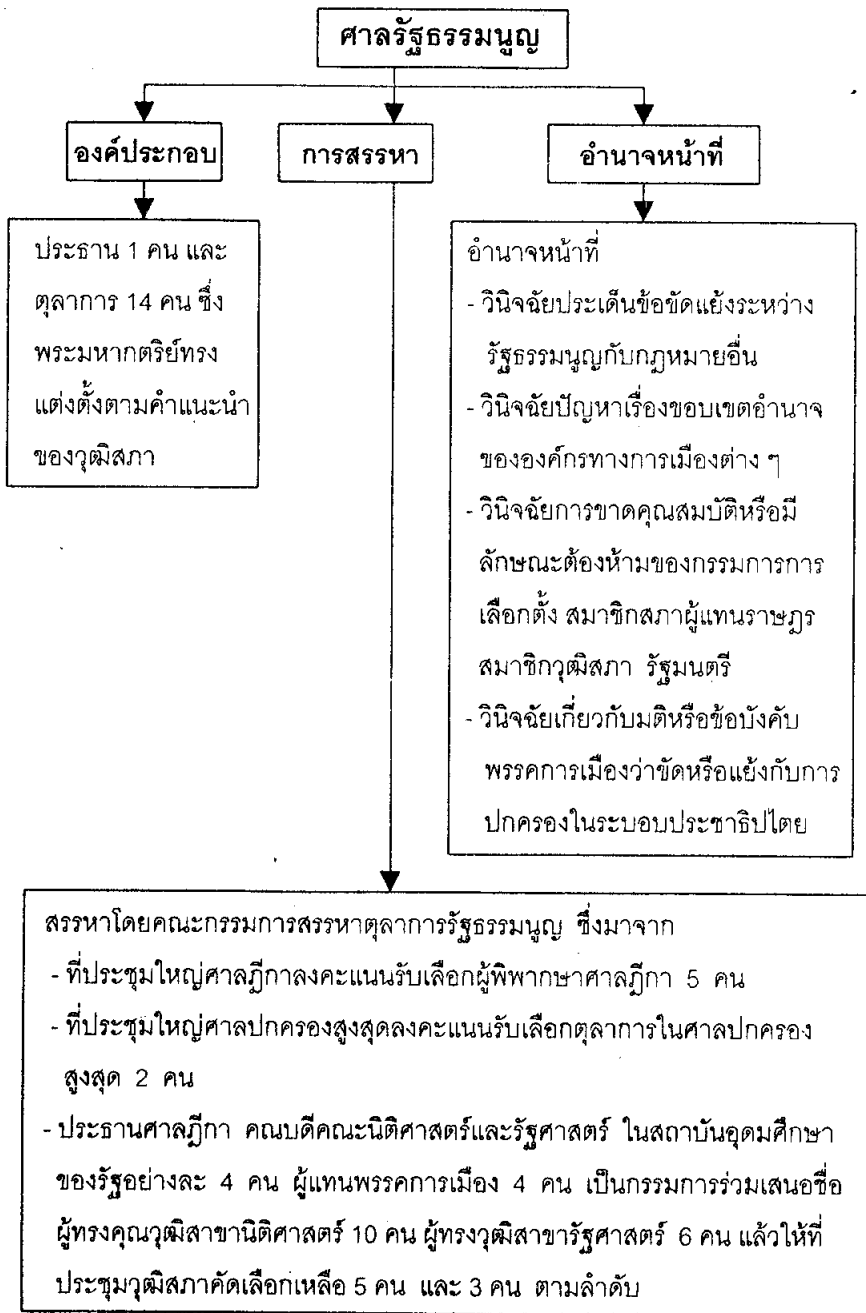 ศาลรัฐธรรมนูญ
องค์ประกอบ
การสรรหา
อำนาจหน้าที่
ประธาน 1 คน และ
ตุลาการ 14 คน ซึ่ง
พระมหากตริย์ทรง
แต่งตั้งตามคำแนะนำ
ของวุฒิสภา
อำนาจหน้าที่
- วินิจฉัยประเด็นข้อขัดแย้งระหว่าง
รัฐธรรมนูญกับกฎหมายอื่น
- วินิจฉัยปัญหาเรื่องขอบเขตอำนาจ
ขององค์กรทางการเมืองต่าง ๆ
- วินิจฉัยการขาดคุณสมบัติหรือมี
ลักษณะต้องห้ามของกรรมการการ
เลือกตั้ง สมาชิกสภาผู้แทนราษฎร
สมาชิกวุฒิสภา รัฐมนตรี
- วินิจฉัยเกี่ยวกับมติหรือข้อบังคับ
พรรคการเมืองว่าขัดหรือแย้งกับการ
ปกครองในระบอบประชาธิปไตย
สรรหาโดยคณะกรรมการสรรหาตุลาการรัฐธรรมนูญ ซึ่งมาจาก
- ที่ประชุมใหญ่ศาลฎีกาลงคะแนนรับเลือกผู้พิพากษาศาลฎีกา 5 คน
- ที่ประชุมใหญ่ศาลปกครองสูงสุดลงคะแนนรับเลือกตุลาการในศาลปกครอง
สูงสุด 2 คน
- ประธานศาลฎีกา คณบดีคณะนิติศาสตร์และรัฐศาสตร์ ในสถาบันอุดมศึกษา
ของรัฐอย่างละ 4 คน ผู้แทนพรรคการเมือง 4 คน เป็นกรรมการร่วมเสนอชื่อ
ผู้ทรงคุณวุฒิสาขานิติศาสตร์ 10 คน ผู้ทรงวุฒิสาขารัฐศาสตร์ 6 คน แล้วให้ที่
ประชุมวุฒิสภาคัดเลือกเหลือ 5 คน และ 3 คน ตามลำดับ